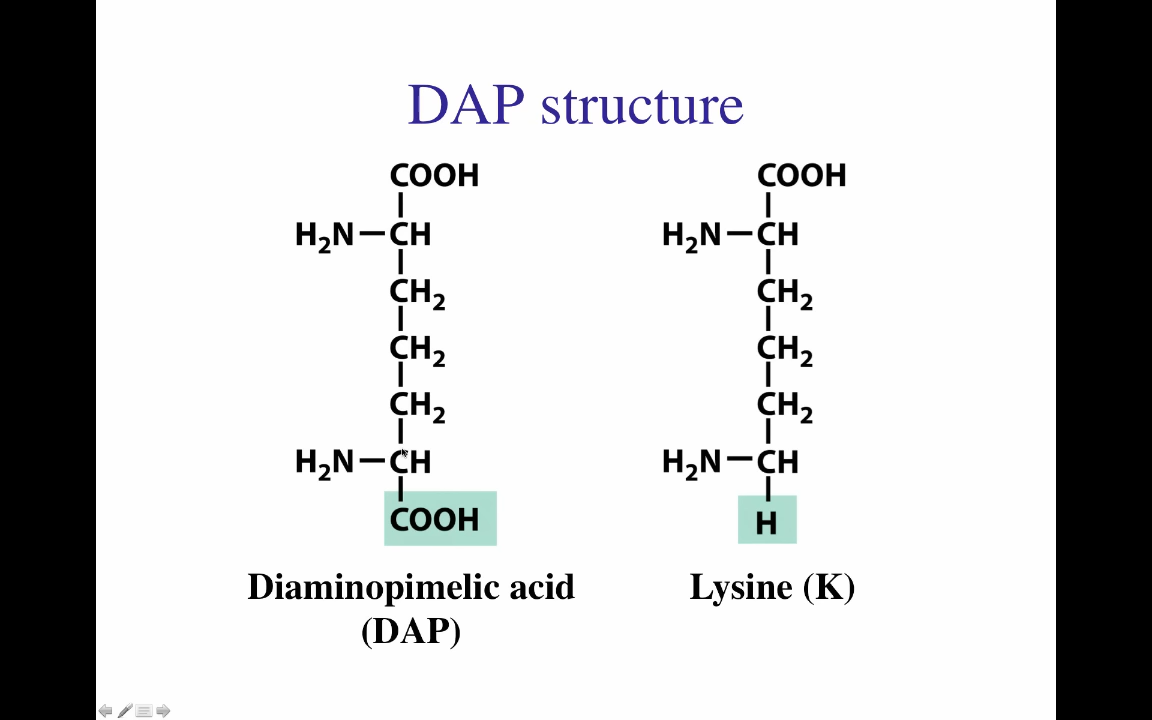 DAP structure
COOH COOH
H₂N–CH H₂N–CH
CH₂ CH₂
CH₂ CH₂
CH₂ CH₂
H₂N–CH H₂N–CH
COOH H
Diaminopimelic acid Lysine (K)
(DAP)